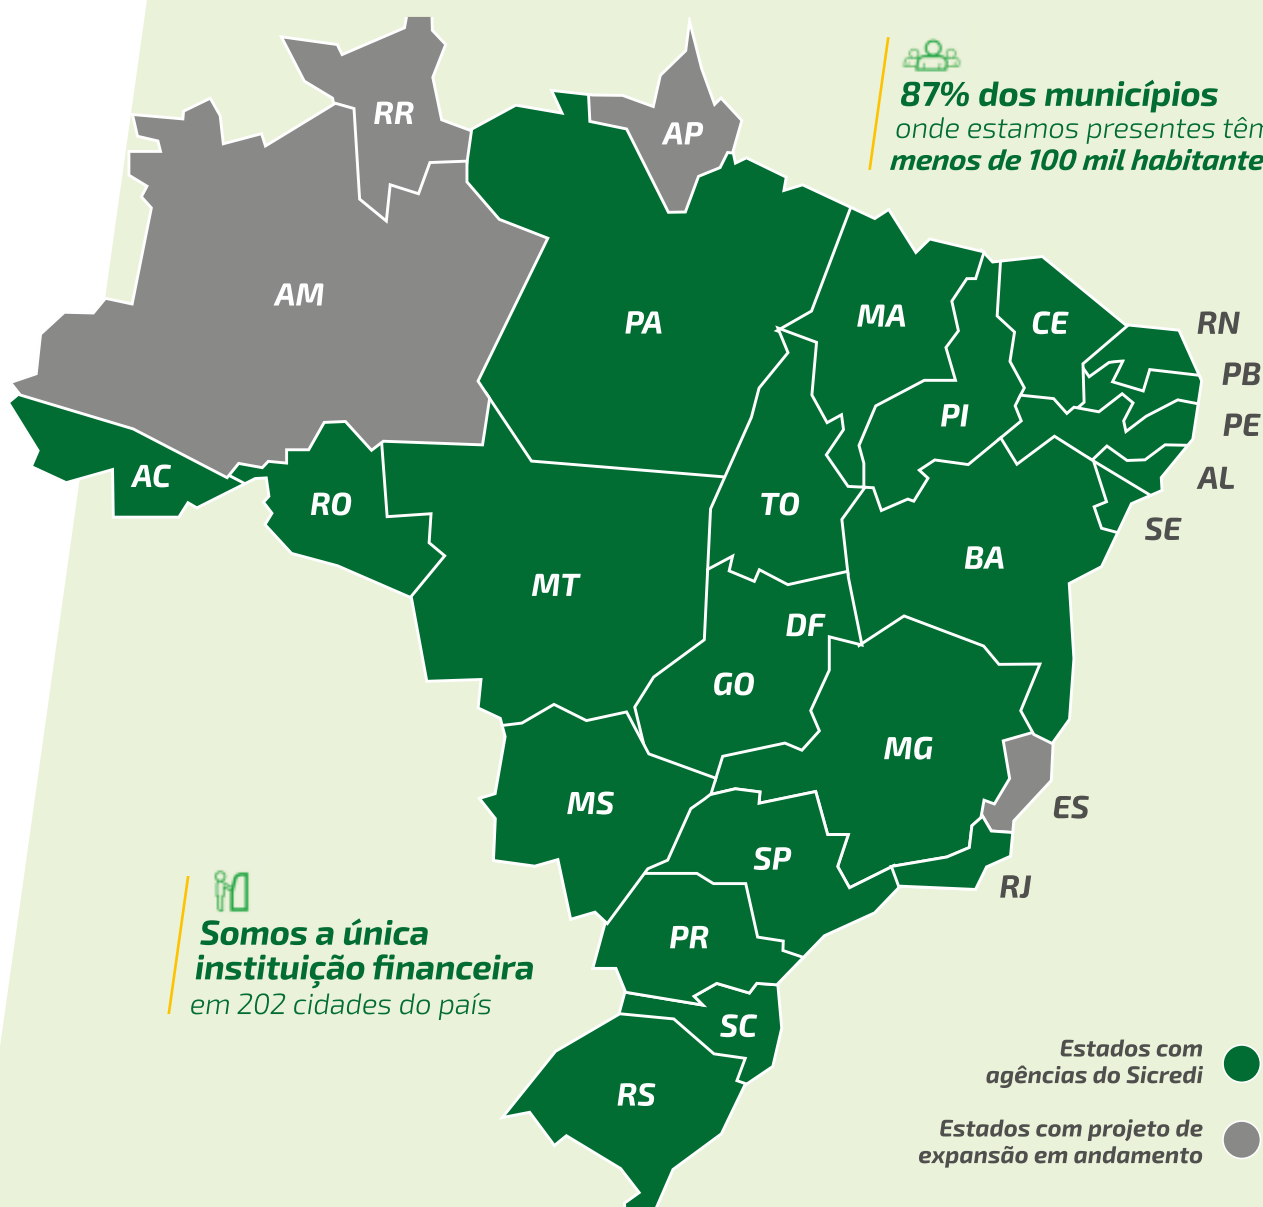 87% dos municípios
onde estamos presentes têm
menos de 100 mil habitante
RR
AP
AM
PA
MA
CE
RN
PB
PI
PE
AC
RO
TO
AL
SE
BA
MT
DF
GO
MG
MS
ES
SP
RJ
Somos a única
instituição financeira
em 202 cidades do país
PR
SC
RS
Estados com
agências do Sicredi
Estados com projeto de
expansão em andamento